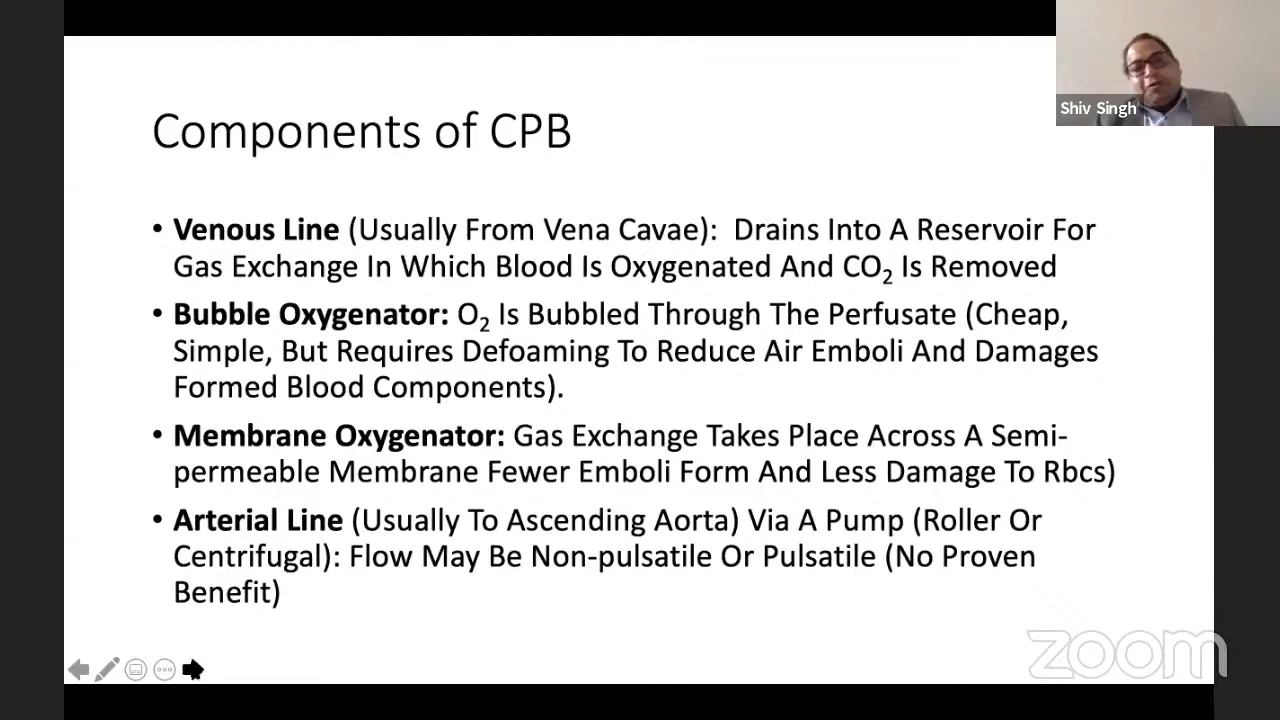 Components of CPB
Shiv Singh
• Venous Line (Usually From Vena Cavae):  Drains Into A Reservoir For
Gas Exchange In Which Blood Is Oxygenated And CO₂ Is Removed
• Bubble Oxygenator: O₂ Is Bubbled Through The Perfusate (Cheap,
Simple, But Requires Defoaming To Reduce Air Emboli And Damages
Formed Blood Components).
• Membrane Oxygenator: Gas Exchange Takes Place Across A Semi-
permeable Membrane Fewer Emboli Form And Less Damage To Rbcs)
• Arterial Line (Usually To Ascending Aorta) Via A Pump (Roller Or
Centrifugal): Flow May Be Non-pulsatile Or Pulsatile (No Proven
Benefit)
zoom